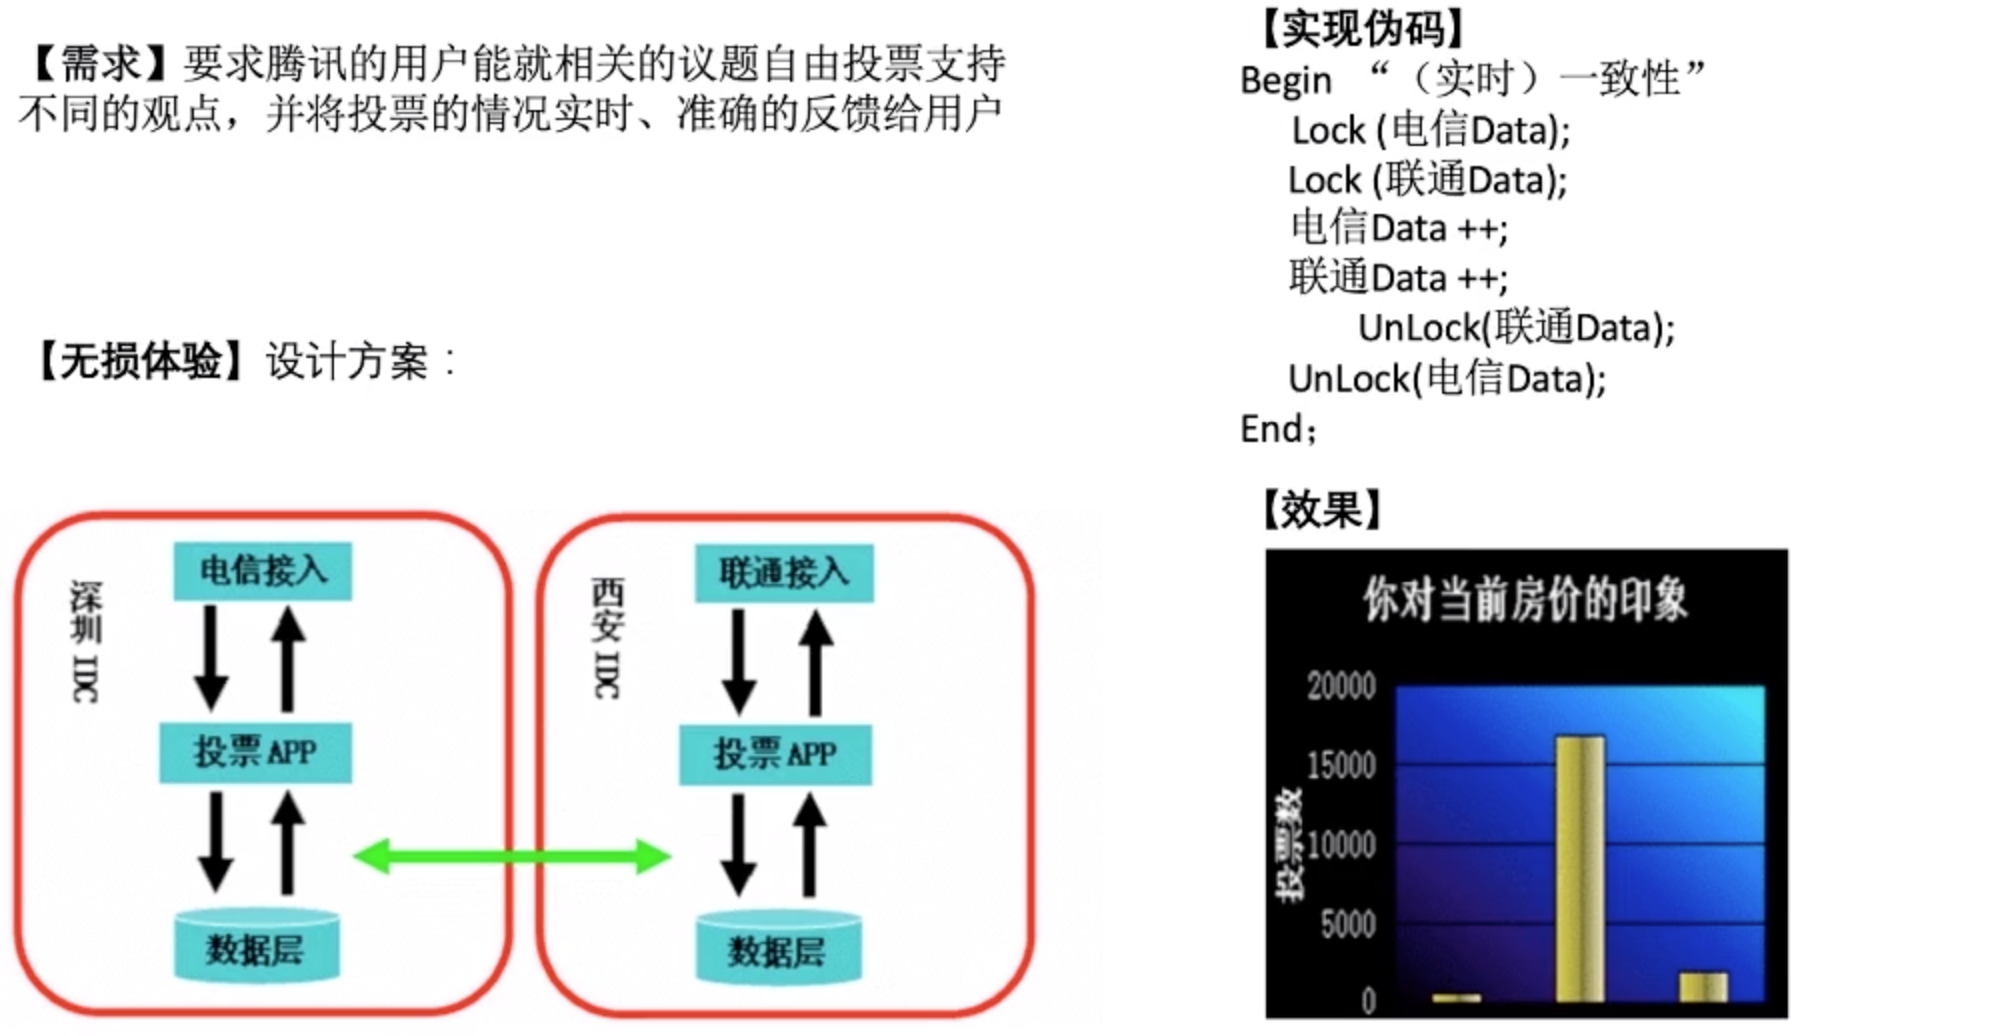 【需求】要求腾讯的用户能就相关的议题自由投票支持
不同的观点，并将投票的情况实时、准确的反馈给用户
【无损体验】设计方案：
深圳 IDC
电信接入
投票 APP
数据层
西安 IDC
联通接入
投票 APP
数据层
【实现伪码】
Begin “（实时）一致性”
Lock (电信Data);
Lock (联通Data);
电信Data ++;
联通Data ++;
UnLock(联通Data);
UnLock(电信Data);
End；
【效果】
你对当前房价的印象
投票数
20000
15000
10000
5000
0